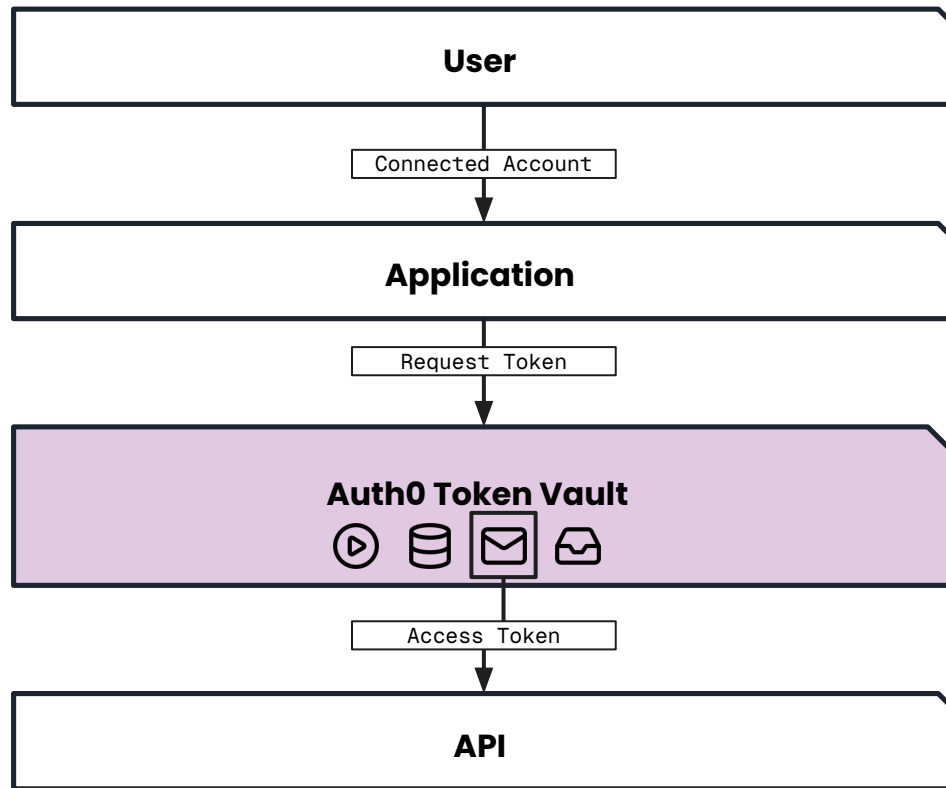 User
Connected Account
Application
Request Token
Auth0 Token Vault
Access Token
API